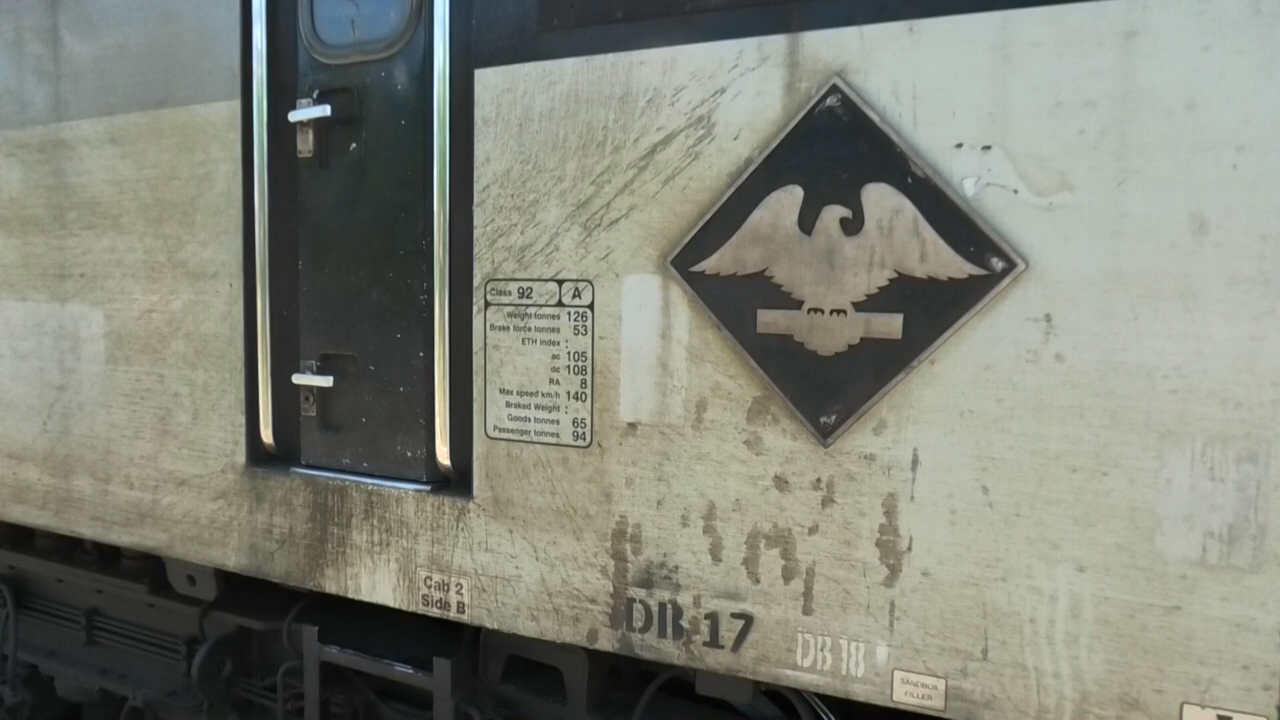 Class 92 A
Weight tonnes 126
Brake force tonnes 53
ETH index :
ac 105
dc 108
RA 8
Max speed km/h 140
Braked Weight :
Goods tonnes 65
Passenger tonnes 94
Cab 2
Side B
DB 17
DB 18
SANDBOX
FILLER